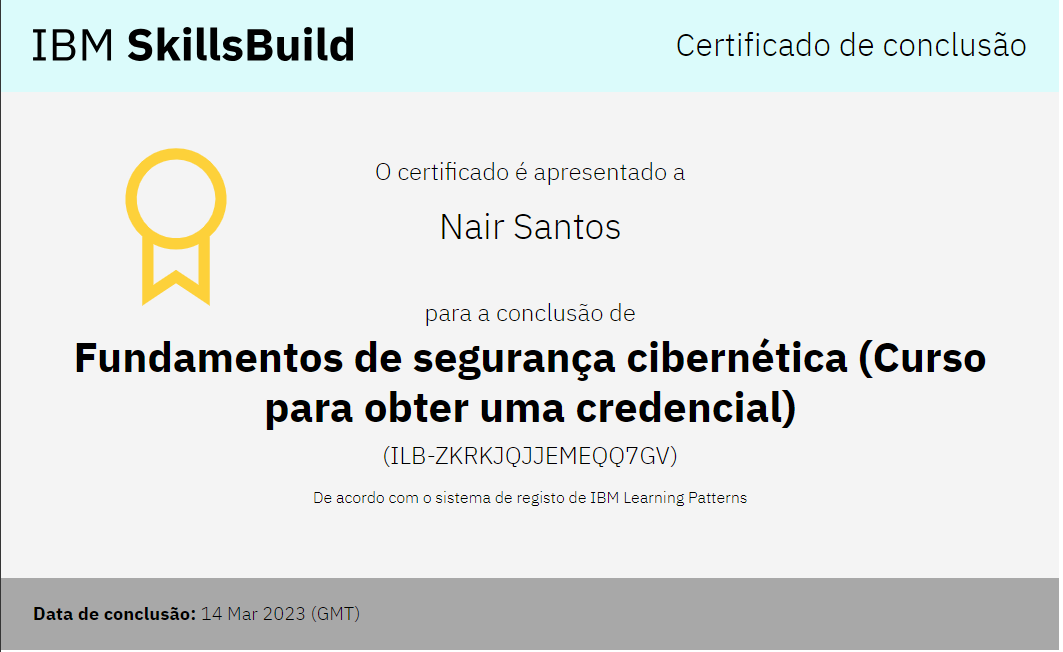 IBM SkillsBuild
Certificado de conclusão
O certificado é apresentado a
Nair Santos
para a conclusão de
Fundamentos de segurança cibernética (Curso
para obter uma credencial)
(ILB-ZKRKJQJJEMEQQ7GV)
De acordo com o sistema de registo de IBM Learning Patterns
Data de conclusão: 14 Mar 2023 (GMT)